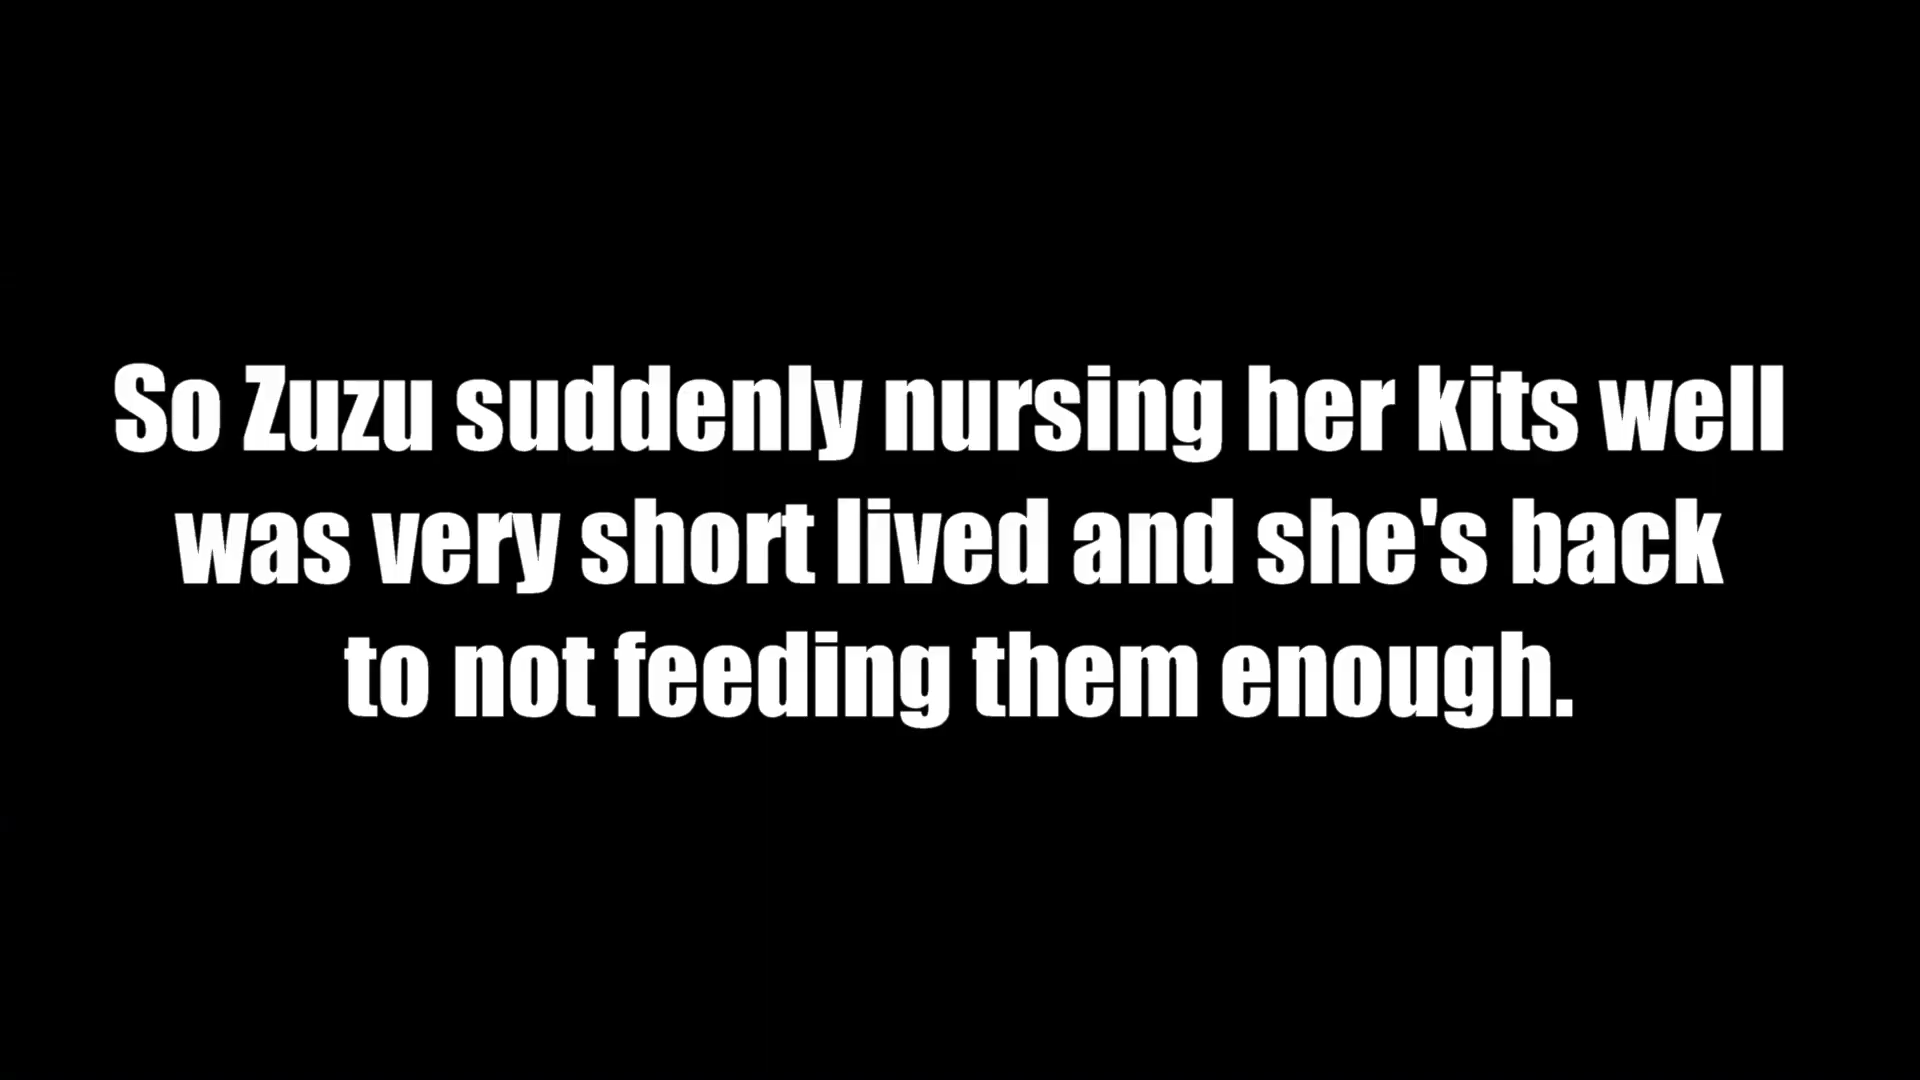 So Zuzu suddenly nursing her kits well
was very short lived and she's back
to not feeding them enough.